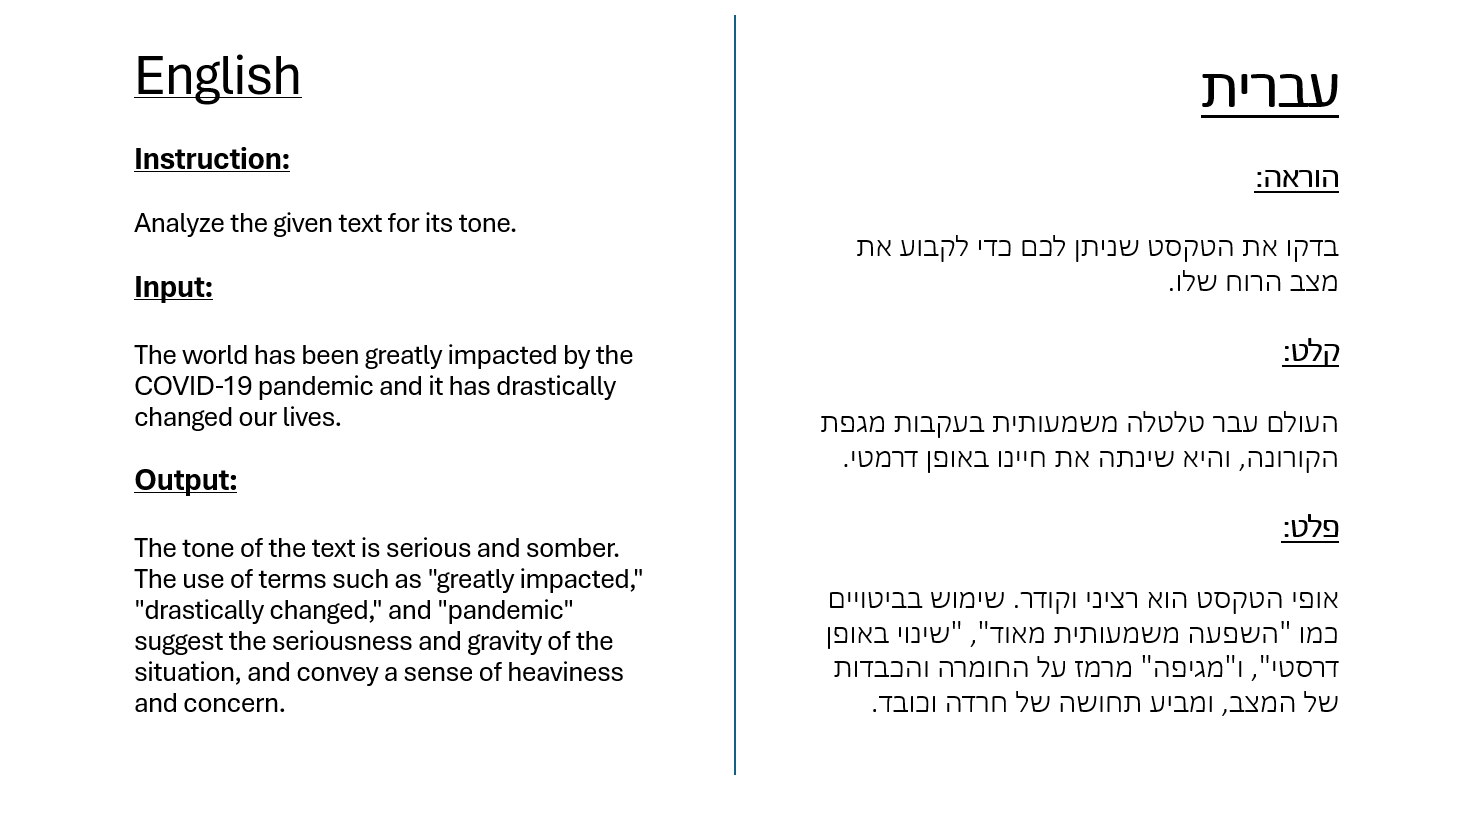 English
Instruction:
Analyze the given text for its tone.
Input:
The world has been greatly impacted by the
COVID-19 pandemic and it has drastically
changed our lives.
Output:
The tone of the text is serious and somber.
The use of terms such as "greatly impacted,"
"drastically changed," and "pandemic"
suggest the seriousness and gravity of the
situation, and convey a sense of heaviness
and concern.
עברית
הוראה:
בדקו את הטקסט שניתן לכם כדי לקבוע את
מצב הרוח שלו.
קלט:
העולם עבר טלטלה משמעותית בעקבות מגפת
הקורונה, והיא שינתה את חיינו באופן דרמטי.
פלט:
אופי הטקסט הוא רציני וקודר. שימוש בביטויים
כמו "השפעה משמעותית מאוד", "שינוי באופן
דרסטי", ו"מגיפה" מרמז על החומרה והכבדות
של המצב, ומביע תחושה של חרדה וכובד.